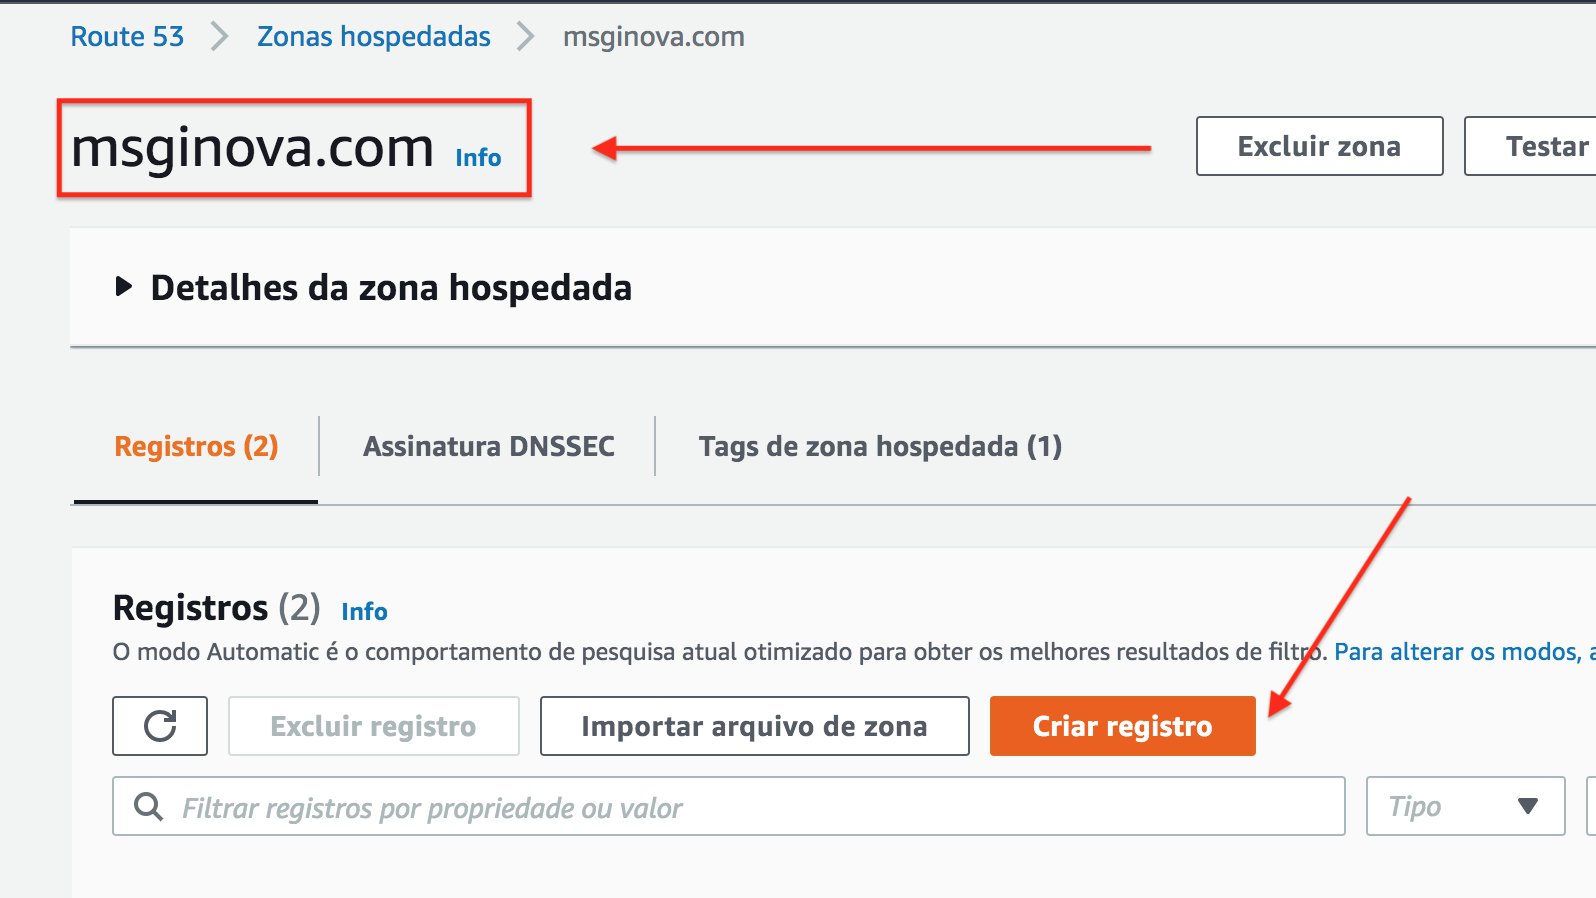 Route 53 > Zonas hospedadas > msginova.com
msginova.com Info
Excluir zona
Testar
Detalhes da zona hospedada
Registros (2)
Assinatura DNSSEC
Tags de zona hospedada (1)
Registros (2) Info
O modo Automatic é o comportamento de pesquisa atual otimizado para obter os melhores resultados de filtro. Para alterar os modos, a
Excluir registro
Importar arquivo de zona
Criar registro
Filtrar registros por propriedade ou valor
Tipo